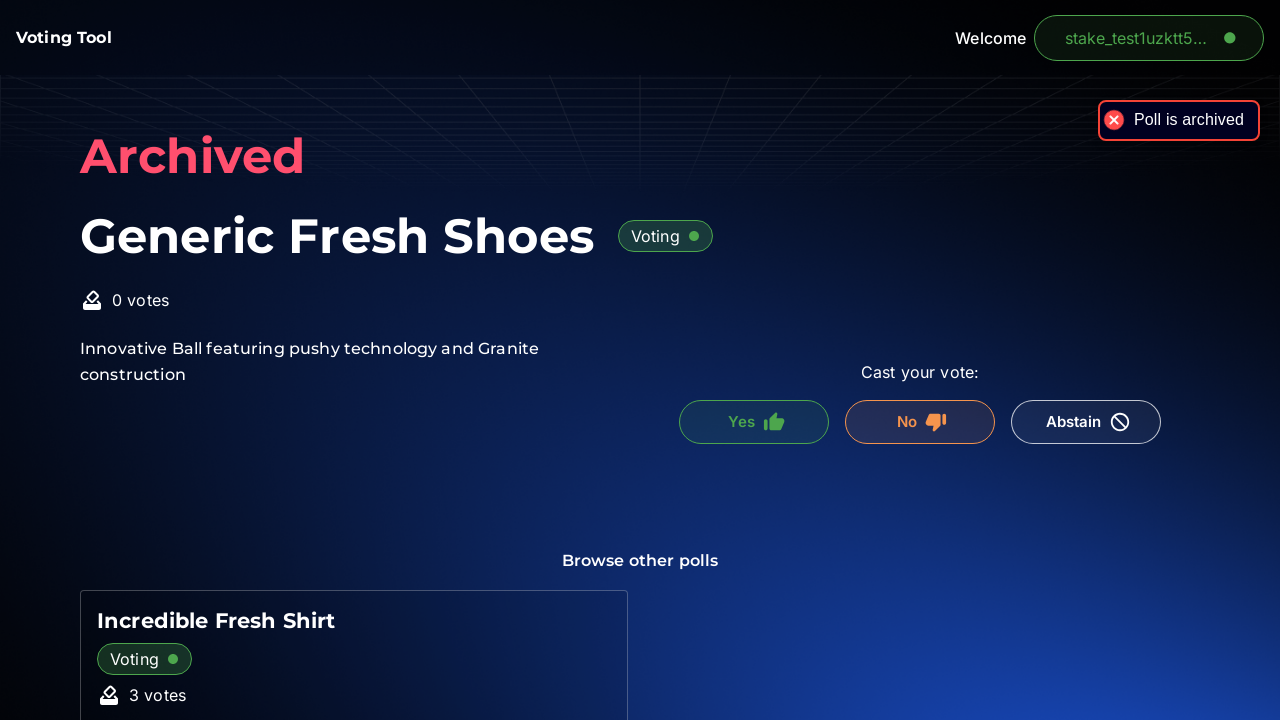 Voting Tool
Welcome
stake_test1uzktt5...
Poll is archived
Archived
Generic Fresh Shoes
Voting
0 votes
Innovative Ball featuring pushy technology and Granite
construction
Cast your vote:
Yes
No
Abstain
Browse other polls
Incredible Fresh Shirt
Voting
3 votes